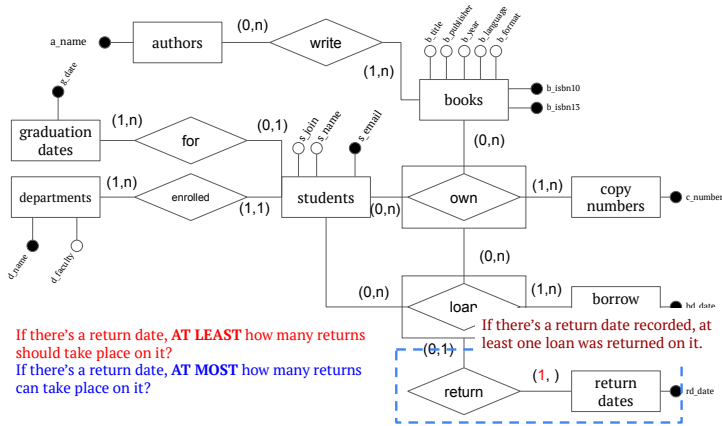 (0,n)
b_title
b_publisher
b_year
b_language
b_format
a_name
authors
write
g_date
(1,n)
books
b_isbn10
b_isbn13
graduation
dates
(1,n)
for
(0,1)
s_join
s_name
s_email
(0,n)
departments
(1,n)
enrolled
(1,1)
students
(0,n)
own
(1,n)
copy
numbers
c_number
d_name
d_faculty
(0,n)
(0,n)
loan
(1,n)
borrow
bd_date
If there's a return date, AT LEAST how many returns
should take place on it?
If there's a return date, AT MOST how many returns
can take place on it?
If there's a return date recorded, at
least one loan was returned on it.
(0,1)
return
(1, )
return
dates
rd_date